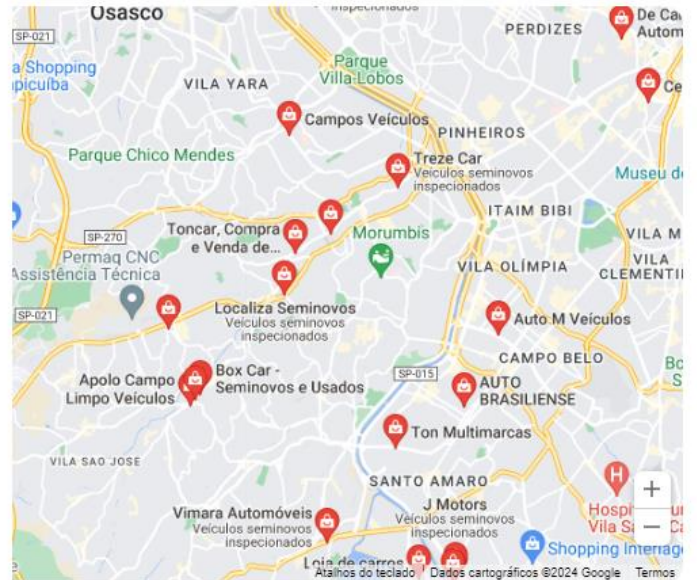 Osasco
SP-021
inspecionados
De Ca
Autom
PERDIZES
a Shopping
apicuíba
Parque
Villa-Lobos
VILA YARA
Ce
Campos Veículos
PINHEIROS
Parque Chico Mendes
Treze Car
Veículos seminovos
inspecionados
Museu d
ITAIM BIBI
Toncar, Compra
e Venda de...
Morumbis
SP-270
VILA M
Permaq CNC
Assistência Técnica
VILA OLÍMPIA
VILA
CLEMENTI
SP-021
Localiza Seminovos
Veículos seminovos
inspecionados
Auto M Veículos
CAMPO BELO
Box Car -
Seminovos e Usados
Apolo Campo
Limpo Veículos
SP-015
AUTO
BRASILIENSE
Ton Multimarcas
VILA SAO JOSE
SANTO AMARO
Vimara Automóveis
Veículos seminovos
inspecionados
J Motors
Veículos seminovos
inspecionados
H
+
−
Loja de carros
Shopping Interlag
Atalhos do teclado
Dados cartográficos ©2024 Google
Termos